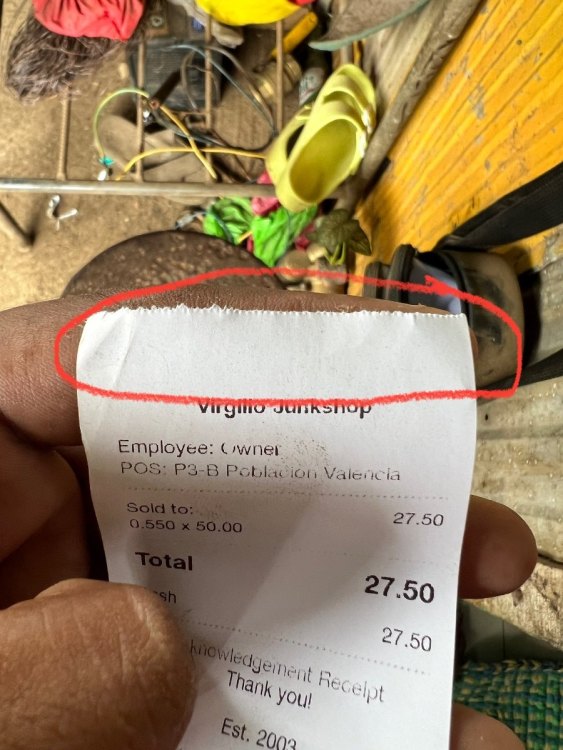 Virgilio Junkshop
Employee: Owner
POS: P3-B Poblacion Valencia
Sold to:
27.50
0.550 x 50.00
Total
27.50
27.50
Receipt
Thank you!
Est. 2003